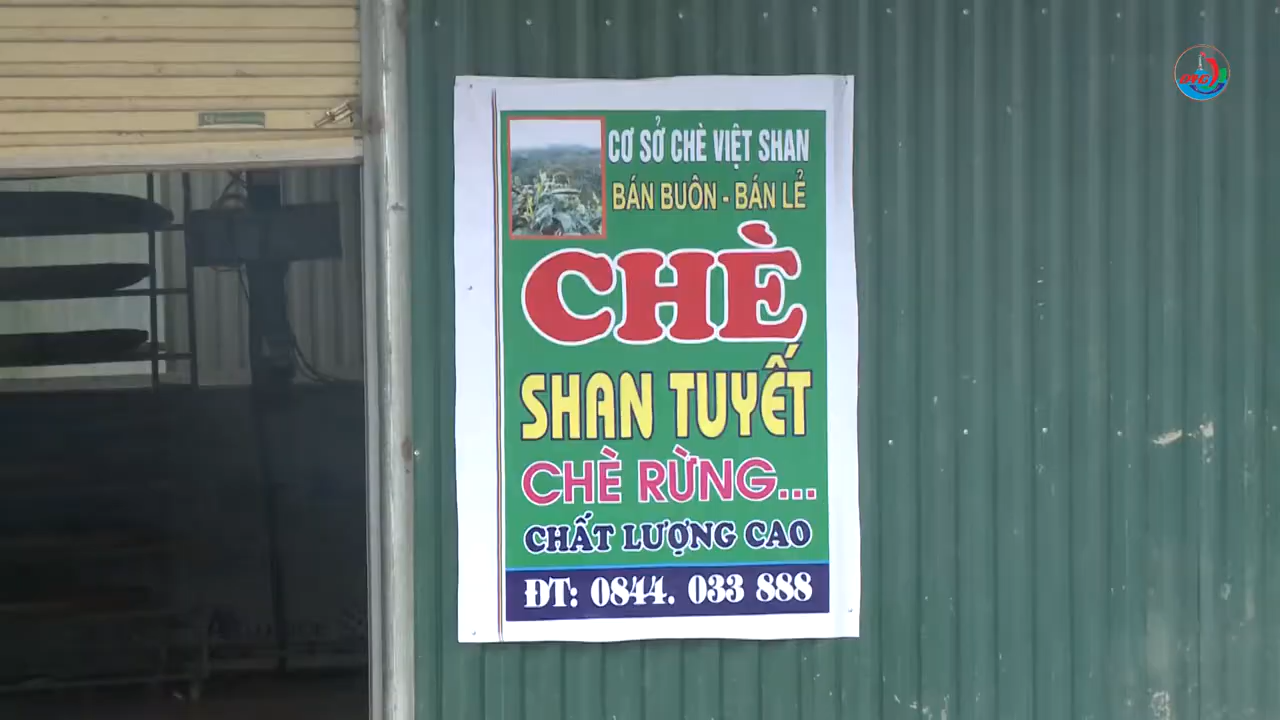 CƠ SỞ CHÈ VIỆT SHAN
BÁN BUÔN - BÁN LẺ
CHÈ
SHAN TUYẾT
CHÈ RỪNG...
CHẤT LƯỢNG CAO
ĐT: 0844. 033 888